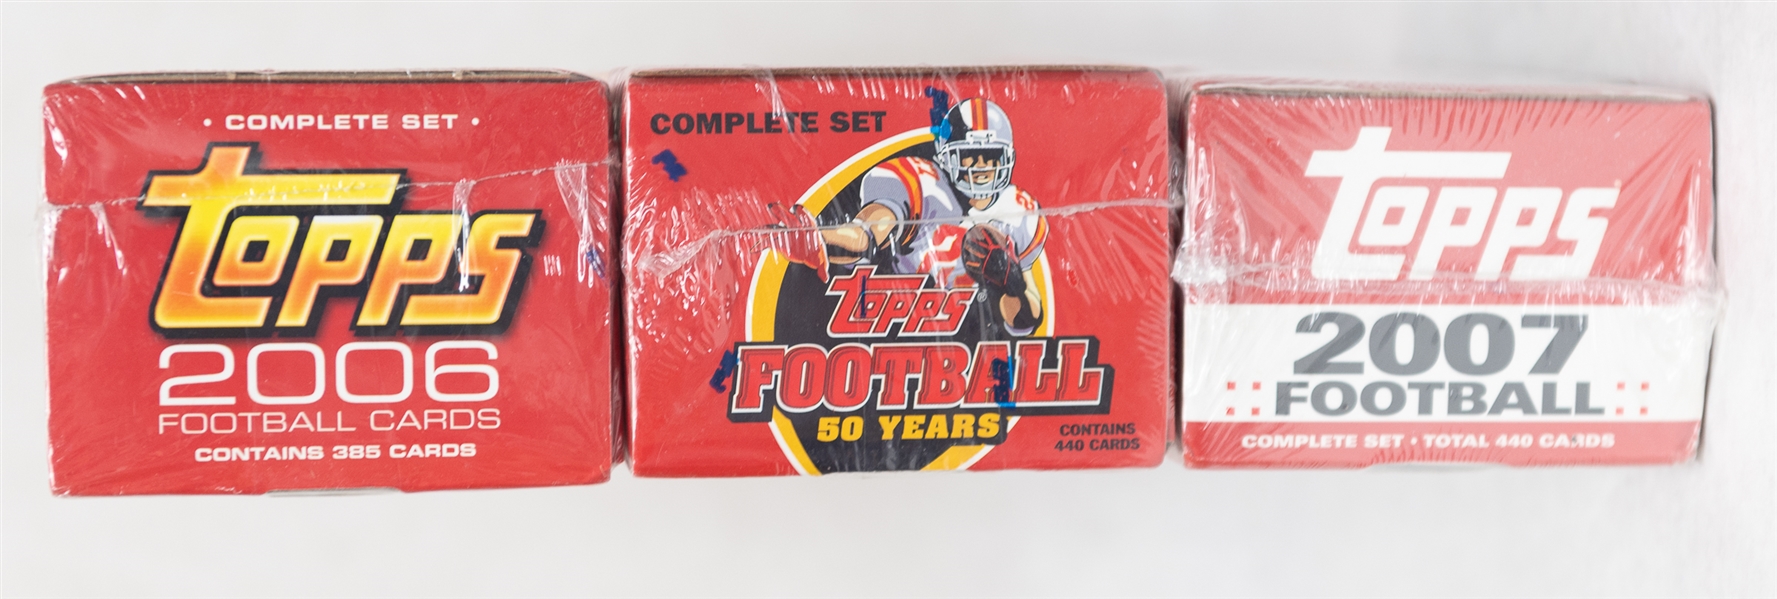 • COMPLETE SET •
Topps
2006
FOOTBALL CARDS
CONTAINS 385 CARDS
COMPLETE SET
Topps®
FOOTBALL
50 YEARS
CONTAINS
440 CARDS
Topps
2007
:: FOOTBALL ::
COMPLETE SET • TOTAL 440 CARDS